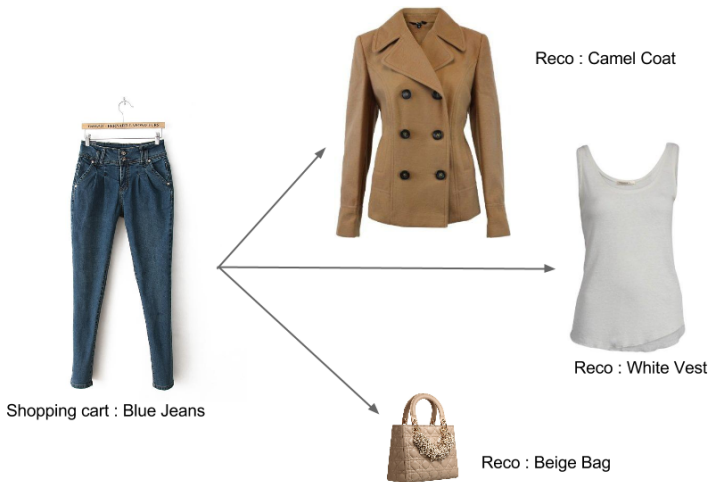 Reco : Camel Coat
Reco : White Vest
Shopping cart : Blue Jeans
Reco : Beige Bag